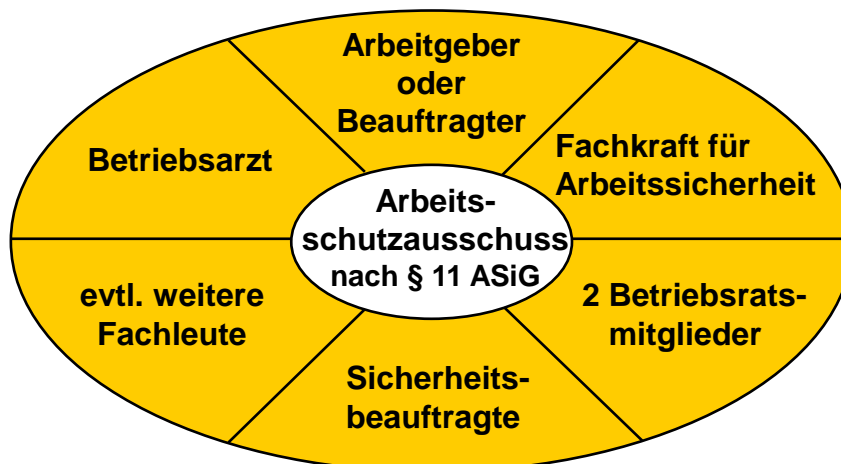 Arbeitgeber
oder
Beauftragter
Betriebsarzt
Fachkraft für
Arbeitssicherheit
Arbeits-
schutzausschuss
nach § 11 ASiG
evtl. weitere
Fachleute
2 Betriebsrats-
mitglieder
Sicherheits-
beauftragte